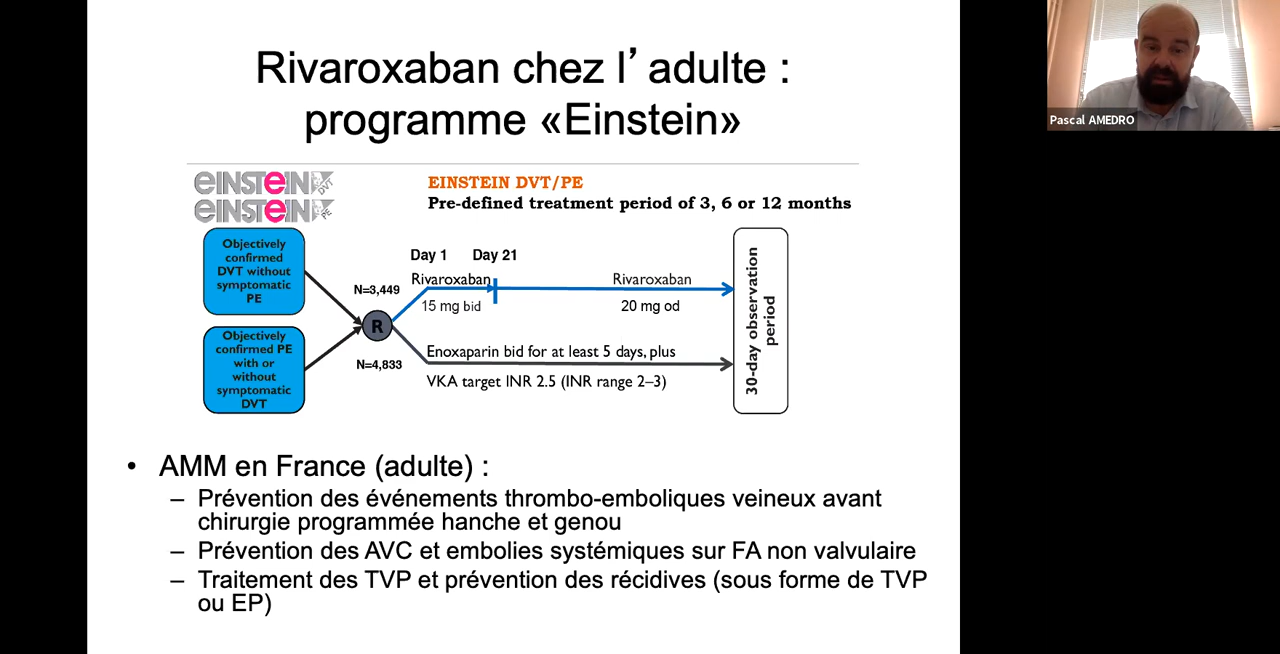 Rivaroxaban chez l’adulte :
programme «Einstein»
EINSTEIN DVT
EINSTEIN PE
EINSTEIN DVT/PE
Pre-defined treatment period of 3, 6 or 12 months
Objectively
confirmed
DVT without
symptomatic
PE
Objectively
confirmed PE
with or
without
symptomatic
DVT
N=3,449
R
N=4,833
Day 1
Day 21
Rivaroxaban
15 mg bid
Rivaroxaban
20 mg od
Enoxaparin bid for at least 5 days, plus
VKA target INR 2.5 (INR range 2–3)
30-day observation
period
• AMM en France (adulte) :
– Prévention des événements thrombo-emboliques veineux avant
chirurgie programmée hanche et genou
– Prévention des AVC et embolies systémiques sur FA non valvulaire
– Traitement des TVP et prévention des récidives (sous forme de TVP
ou EP)
Pascal AMEDRO